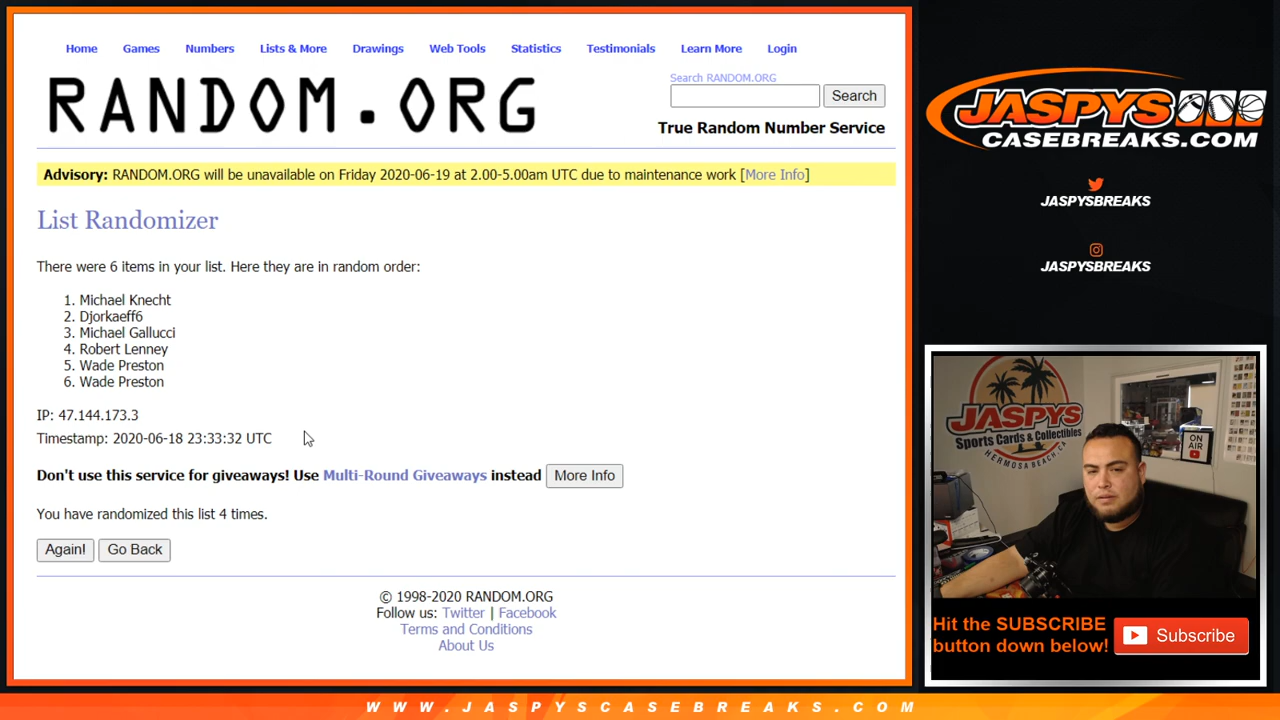 Home Games Numbers Lists & More Drawings Web Tools Statistics Testimonials Learn More Login
RANDOM.ORG
Search RANDOM.ORG
Search
True Random Number Service
Advisory: RANDOM.ORG will be unavailable on Friday 2020-06-19 at 2.00-5.00am UTC due to maintenance work [More Info]
List Randomizer
There were 6 items in your list. Here they are in random order:
1. Michael Knecht
2. Djorkaeff6
3. Michael Gallucci
4. Robert Lenney
5. Wade Preston
6. Wade Preston
IP: 47.144.173.3
Timestamp: 2020-06-18 23:33:32 UTC
Don't use this service for giveaways! Use Multi-Round Giveaways instead More Info
You have randomized this list 4 times.
Again! Go Back
© 1998-2020 RANDOM.ORG
Follow us: Twitter | Facebook
Terms and Conditions
About Us
JASPYS
CASEBREAKS.COM
JASPYSBREAKS
JASPYSBREAKS
JASPYS
Sports Cards & Collectibles
HERMOSA BEACH, CA
ON AIR
Hit the SUBSCRIBE
button down below!
Subscribe
WWW.JASPYSCASEBREAKS.COM